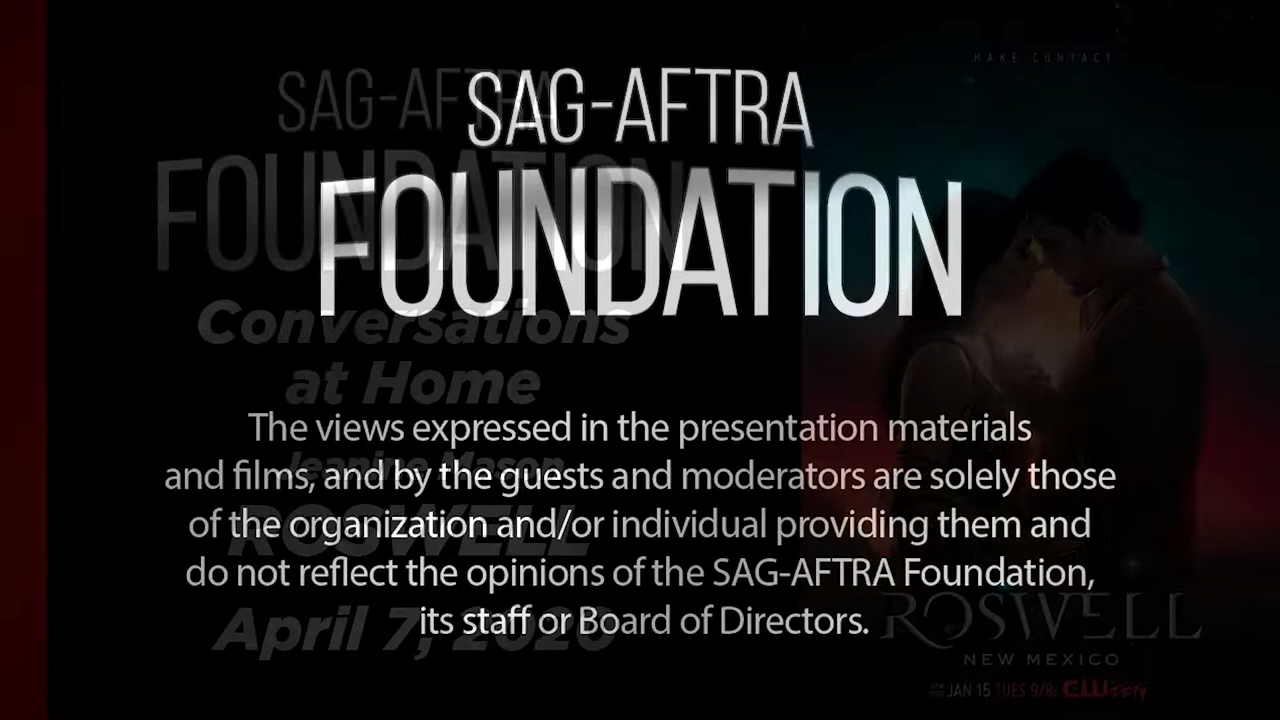 SAG-AFTRA
FOUNDATION
The views expressed in the presentation materials
and films, and by the guests and moderators are solely those
of the organization and/or individual providing them and
do not reflect the opinions of the SAG-AFTRA Foundation,
its staff or Board of Directors.
SAG-AFTRA
FOUNDATION
Conversations
at Home
Jeanine Mason
ROSWELL
April 7, 2020
MAKE CONTACT
ROSWELL
NEW MEXICO
JAN 15 TUES 9/8c CW